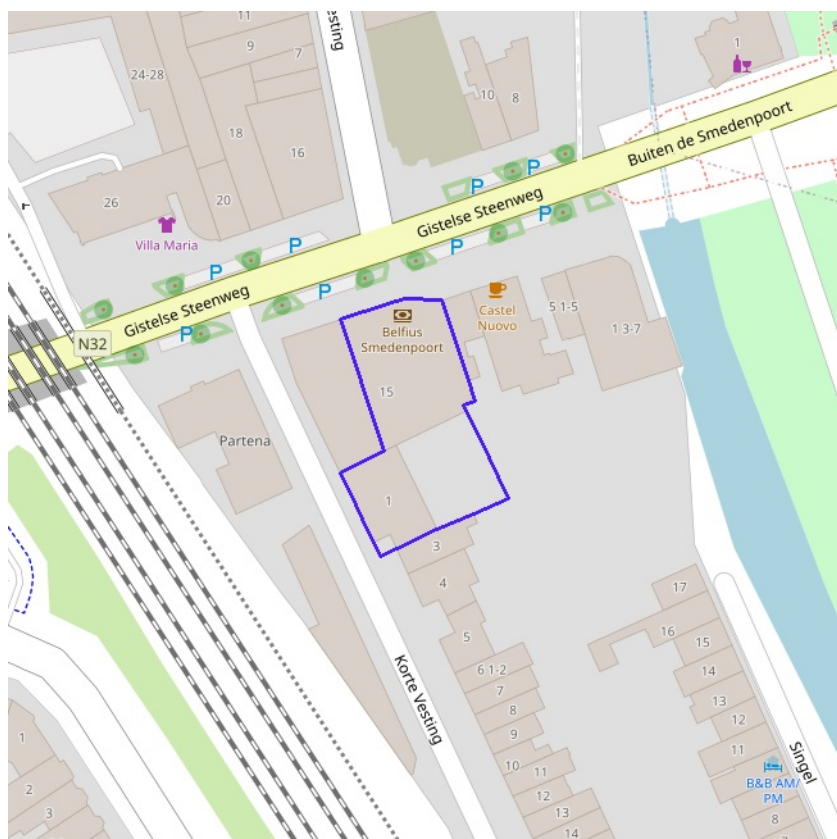 11
9
7
Vesting
24-28
10
8
1
Buiten de Smedenpoort
18
16
P
P
26
20
Gistelse Steenweg
P
Villa Maria
P
P
P
P
Gistelse Steenweg
P
N32
Castel
Nuovo
5 1-5
1 3-7
Belfius
Smedenpoort
15
Partena
1
3
4
17
5
16
15
6 1-2
14
7
13
8
12
9
11
10
11
Korte Vesting
Singel
12
B&B AM/
PM
13
8
14
1
2
3